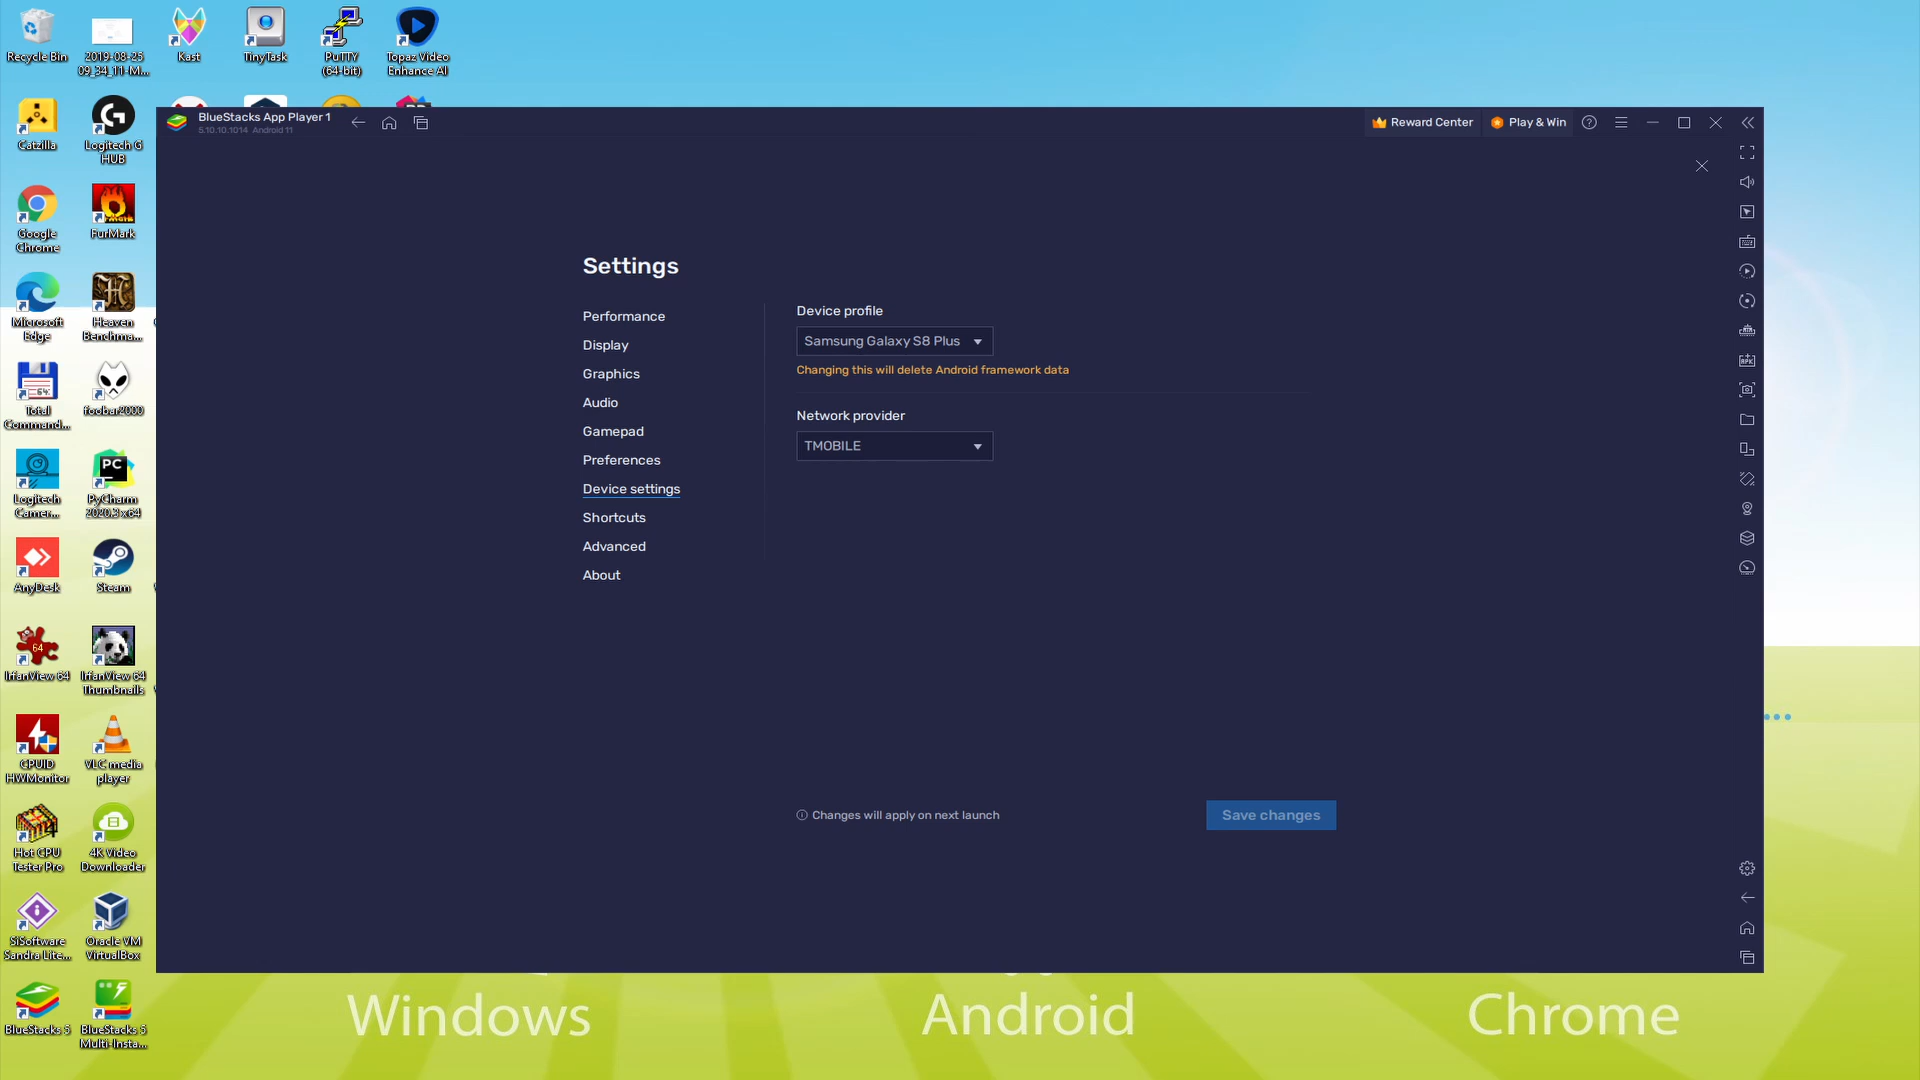 Recycle Bin
2019-08-25
09_34_11-M...
Kast
TinyTask
PuTTY
(64-bit)
Topaz Video
Enhance AI
Catzilla
Logitech G
HUB
Google
Chrome
FurMark
Microsoft
Edge
Heaven
Benchma...
64
Total
Command...
foobar2000
Logitech
Camer...
PC
PyCharm
2020.3 x64
AnyDesk
Steam
64
IrfanView 64
IrfanView 64
Thumbnails
CPUID
HWMonitor
VLC media
player
4
Hot CPU
Tester Pro
4K Video
Downloader
SiSoftware
Sandra Lite...
Oracle VM
VirtualBox
BlueStacks 5
BlueStacks 5
Multi-Insta...
BlueStacks App Player 1
5.10.10.1014 Android 11
Reward Center
Play & Win
Settings
Performance
Display
Graphics
Audio
Gamepad
Preferences
Device settings
Shortcuts
Advanced
About
Device profile
Samsung Galaxy S8 Plus
Changing this will delete Android framework data
Network provider
TMOBILE
Changes will apply on next launch
Save changes
Windows
Android
Chrome